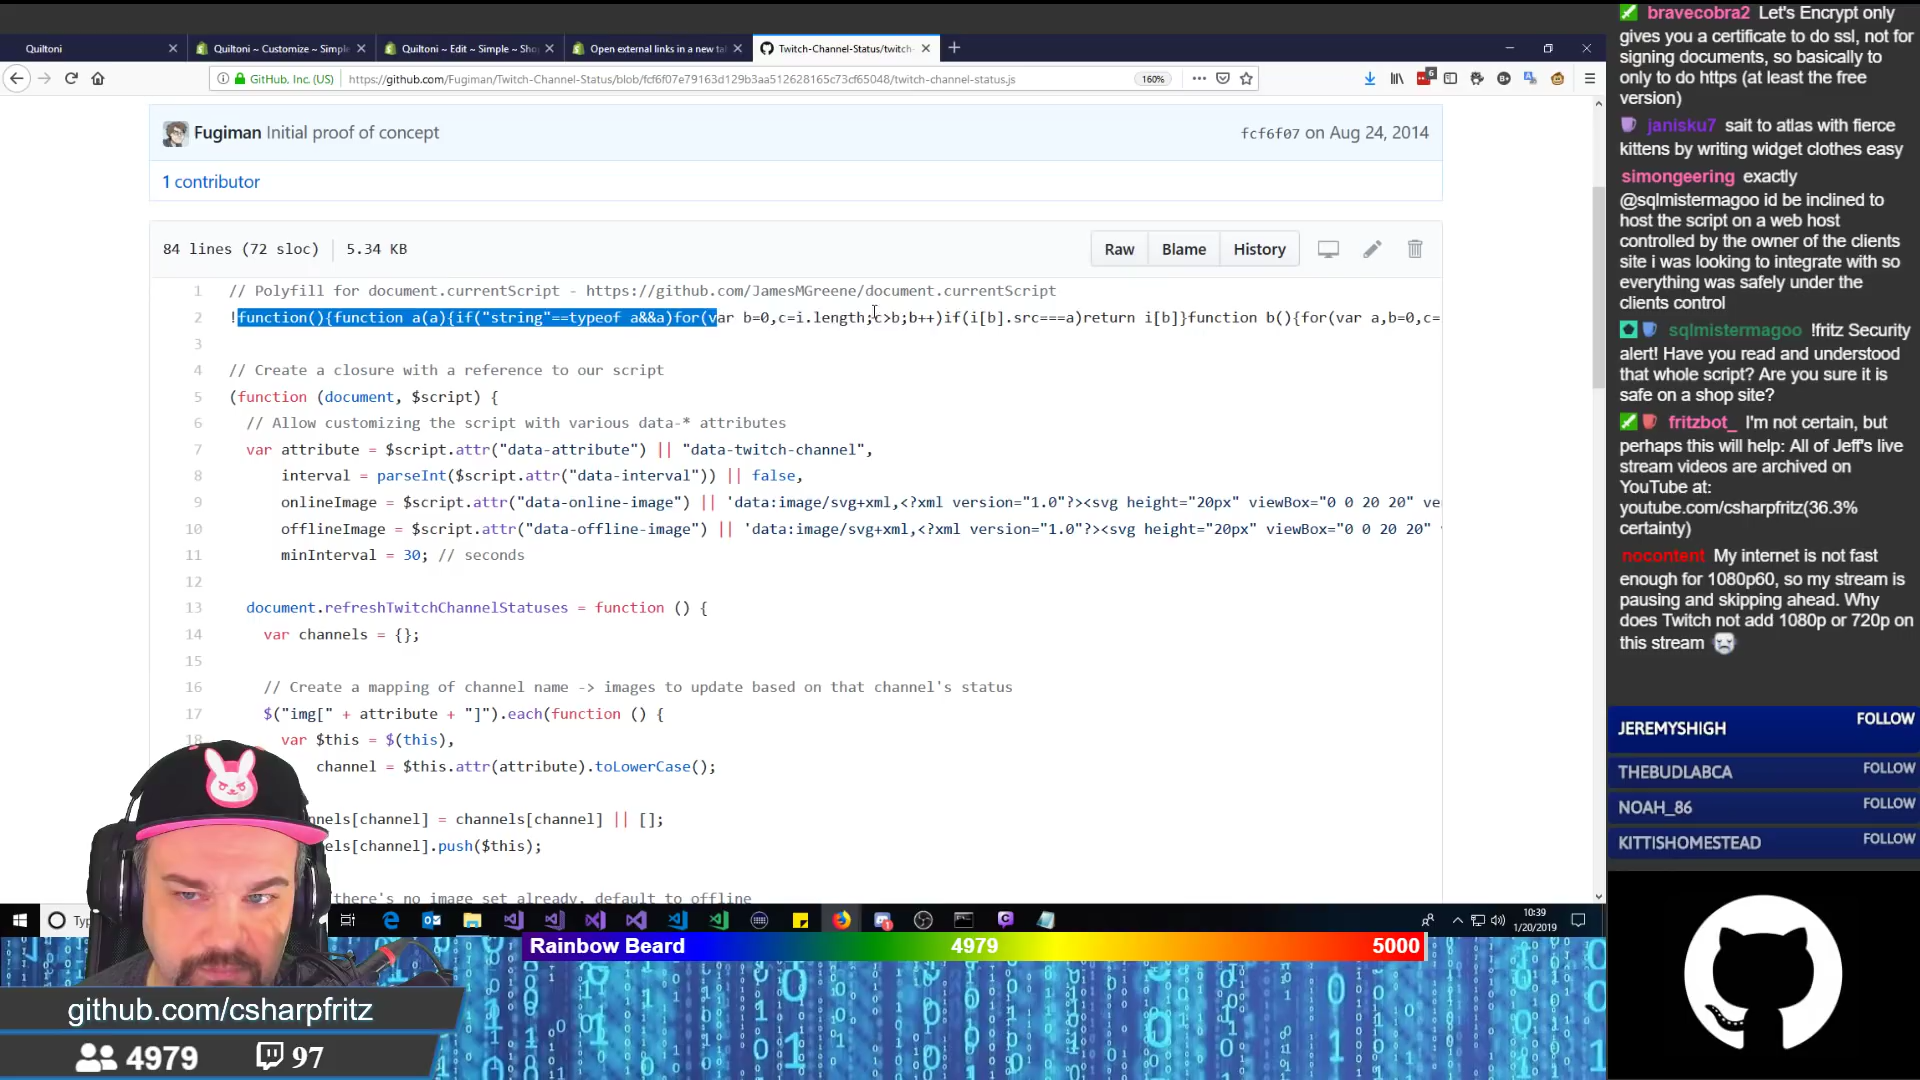 Quiltoni
Quiltoni ~ Customize ~ Simple
Quiltoni ~ Edit ~ Simple ~ Sho
Open external links in a new ta
Twitch-Channel-Status/twitch-
GitHub, Inc. (US)
https://github.com/Fugiman/Twitch-Channel-Status/blob/fcf6f07e79163d129b3aa512628165c73cf65048/twitch-channel-status.js
160%
6
Fugiman Initial proof of concept
fcf6f07 on Aug 24, 2014
1 contributor
84 lines (72 sloc) 5.34 KB
Raw Blame History
1 // Polyfill for document.currentScript - https://github.com/JamesMGreene/document.currentScript
2 !function(){function a(a){if("string"==typeof a&&a)for(var b=0,c=i.length;c>b;b++)if(i[b].src===a)return i[b]}function b(){for(var a,b=0,c=
3
4 // Create a closure with a reference to our script
5 (function (document, $script) {
6 // Allow customizing the script with various data-* attributes
7 var attribute = $script.attr("data-attribute") || "data-twitch-channel",
8 interval = parseInt($script.attr("data-interval")) || false,
9 onlineImage = $script.attr("data-online-image") || 'data:image/svg+xml,<?xml version="1.0"?><svg height="20px" viewBox="0 0 20 20" ve
10 offlineImage = $script.attr("data-offline-image") || 'data:image/svg+xml,<?xml version="1.0"?><svg height="20px" viewBox="0 0 20 20"
11 minInterval = 30; // seconds
12
13 document.refreshTwitchChannelStatuses = function () {
14 var channels = {};
15
16 // Create a mapping of channel name -> images to update based on that channel's status
17 $("img[" + attribute + "]").each(function () {
18 var $this = $(this),
channel = $this.attr(attribute).toLowerCase();
nels[channel] = channels[channel] || [];
els[channel].push($this);
there's no image set already, default to offline
Typ
10:39
1/20/2019
Rainbow Beard 4979 5000
github.com/csharpfritz
4979 97
bravecobra2 Let's Encrypt only
gives you a certificate to do ssl, not for
signing documents, so basically to
only to do https (at least the free
version)
janisku7 sait to atlas with fierce
kittens by writing widget clothes easy
simongeering exactly
@sqlmistermagoo id be inclined to
host the script on a web host
controlled by the owner of the clients
site i was looking to integrate with so
everything was safely under the
clients control
sqlmistermagoo !fritz Security
alert! Have you read and understood
that whole script? Are you sure it is
safe on a shop site?
fritzbot_ I'm not certain, but
perhaps this will help: All of Jeff's live
stream videos are archived on
YouTube at:
youtube.com/csharpfritz(36.3%
certainty)
nocontent My internet is not fast
enough for 1080p60, so my stream is
pausing and skipping ahead. Why
does Twitch not add 1080p or 720p on
this stream
JEREMYSHIGH FOLLOW
THEBUDLABCA FOLLOW
NOAH_86 FOLLOW
KITTISHOMESTEAD FOLLOW